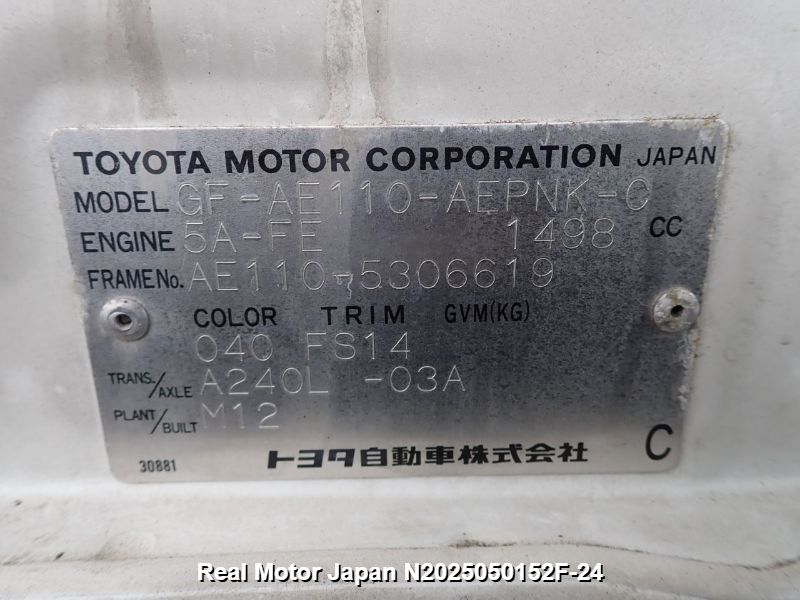 TOYOTA MOTOR CORPORATION JAPAN
MODEL GF-AE110-AEPNK-C
ENGINE 5A-FE 1498 CC
FRAME No. AE110-5306619
COLOR TRIM GVM(KG)
040 FS14
TRANS./AXLE A240L -03A
PLANT/BUILT M12
30881 トヨタ自動車株式会社 C
Real Motor Japan N2025050152F-24